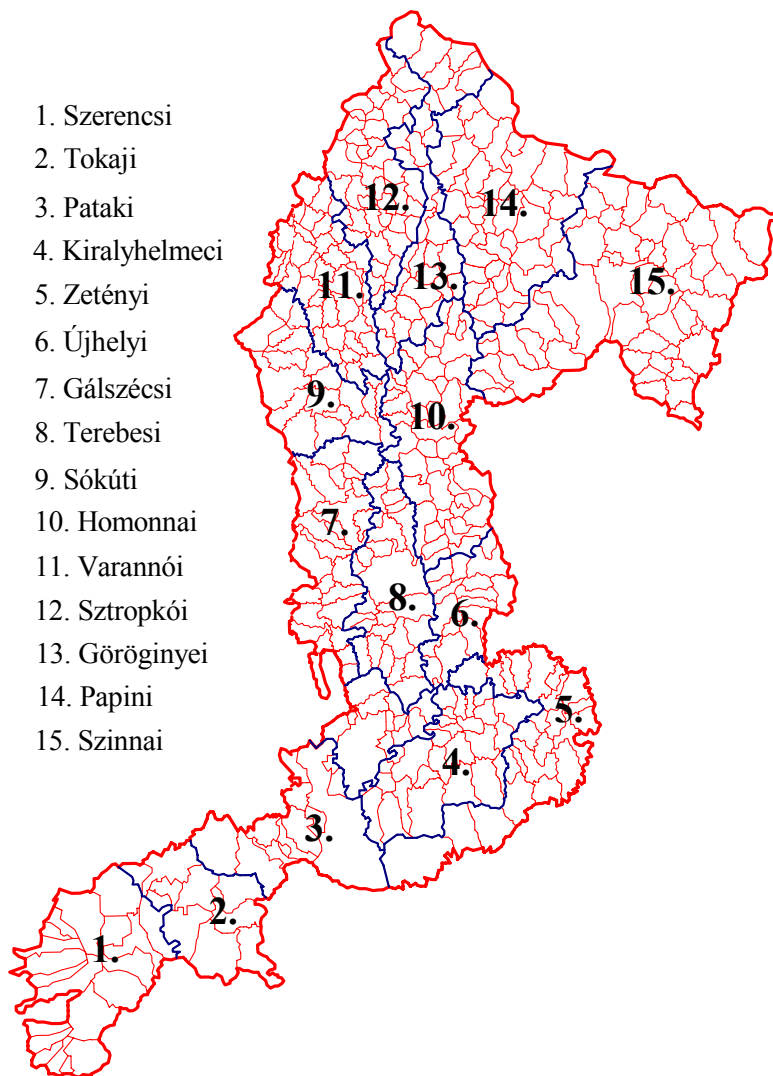 1. Szerencsi
2. Tokaji
3. Pataki
4. Kiralyhelmeci
5. Zetényi
6. Újhelyi
7. Gálszécsi
8. Terebesi
9. Sókúti
10. Homonnai
11. Varannói
12. Sztropkói
13. Göröginyei
14. Papini
15. Szinnai
12.
14.
13.
11.
15.
9.
10.
7.
8.
6.
5.
4.
3.
2.
1.